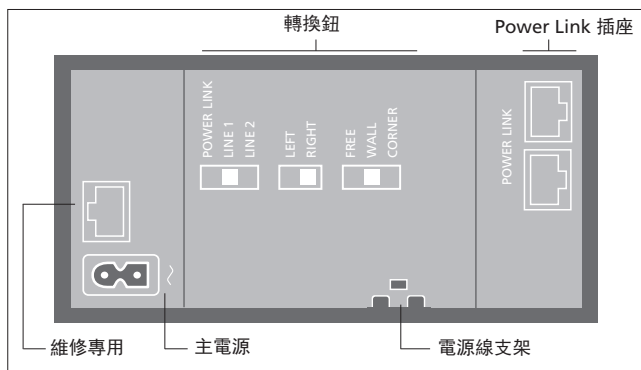 轉換鈕
Power Link 插座
POWER LINK
LINE 1
LINE 2
LEFT
RIGHT
FREE
WALL
CORNER
POWER LINK
維修專用
主電源
電源線支架